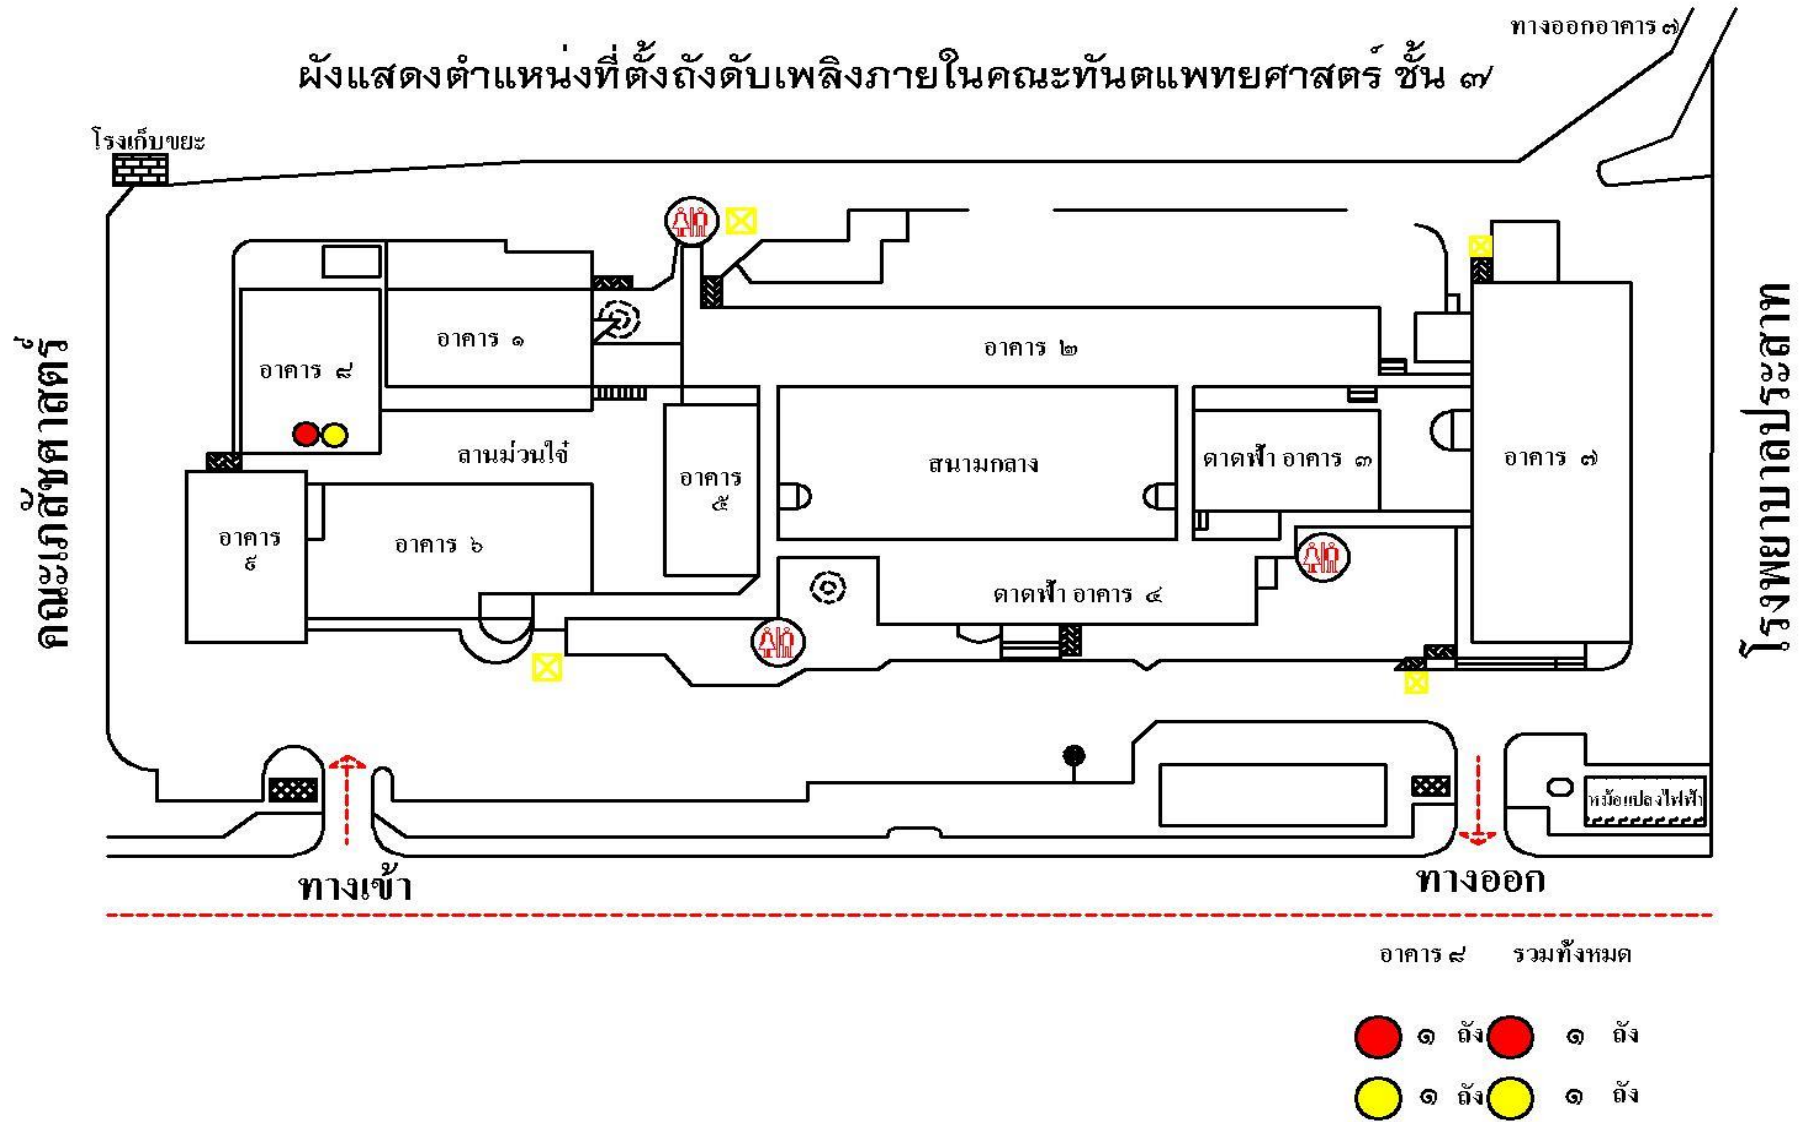 ทางออกอาคาร ๗
ผังแสดงตำแหน่งที่ตั้งถังดับเพลิงภายในคณะทันตแพทยศาสตร์ ชั้น ๗
โรงเก็บขยะ
อาคาร ๑
อาคาร ๒
อาคาร ๘
ลานม่วนใจ๋
สนามกลาง
ดาดฟ้า อาคาร ๓
อาคาร ๗
อาคาร
๕
อาคาร
๙
อาคาร ๖
ดาดฟ้า อาคาร ๔
คณะเภสัชศาสตร์
โรงพยาบาลประสาท
หม้อแปลงไฟฟ้า
ทางเข้า
ทางออก
อาคาร ๘ รวมทั้งหมด
๑ ถัง ๑ ถัง
๑ ถัง ๑ ถัง